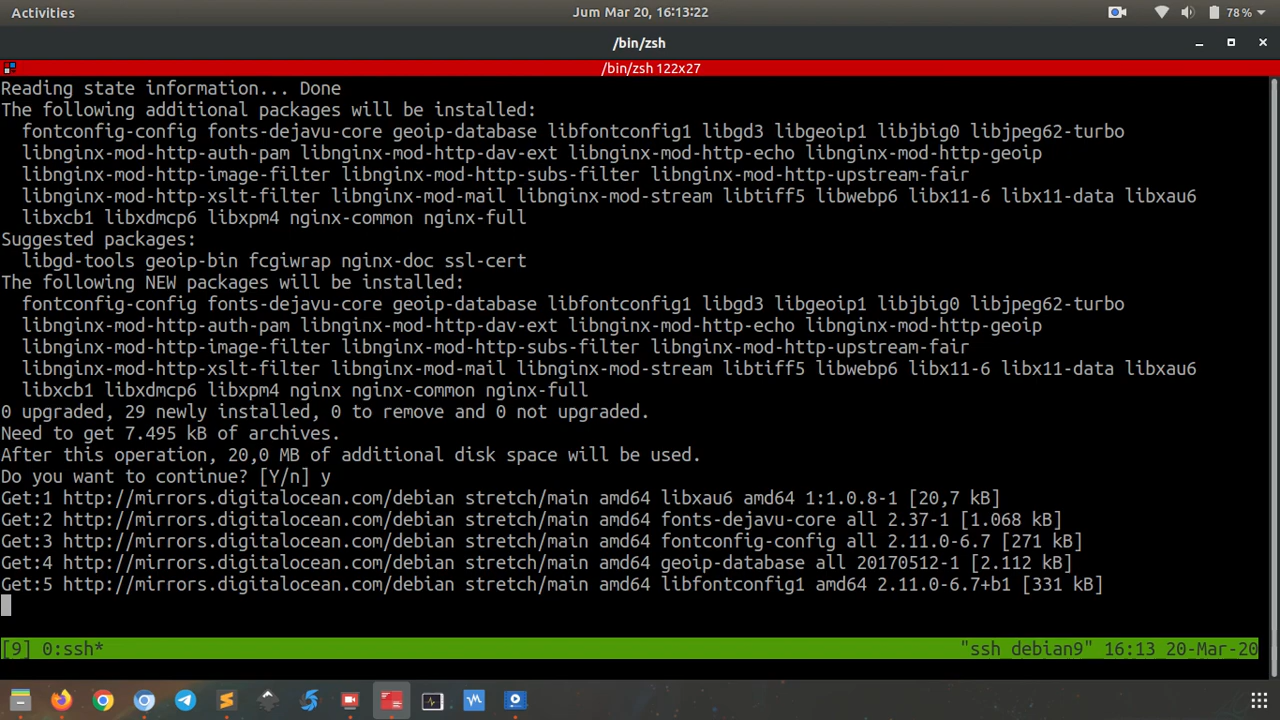 Activities
Jum Mar 20, 16:13:22
78 %
/bin/zsh
/bin/zsh 122x27
Reading state information... Done
The following additional packages will be installed:
  fontconfig-config fonts-dejavu-core geoip-database libfontconfig1 libgd3 libgeoip1 libjbig0 libjpeg62-turbo
  libnginx-mod-http-auth-pam libnginx-mod-http-dav-ext libnginx-mod-http-echo libnginx-mod-http-geoip
  libnginx-mod-http-image-filter libnginx-mod-http-subs-filter libnginx-mod-http-upstream-fair
  libnginx-mod-http-xslt-filter libnginx-mod-mail libnginx-mod-stream libtiff5 libwebp6 libx11-6 libx11-data libxau6
  libxcb1 libxdmcp6 libxpm4 nginx-common nginx-full
Suggested packages:
  libgd-tools geoip-bin fcgiwrap nginx-doc ssl-cert
The following NEW packages will be installed:
  fontconfig-config fonts-dejavu-core geoip-database libfontconfig1 libgd3 libgeoip1 libjbig0 libjpeg62-turbo
  libnginx-mod-http-auth-pam libnginx-mod-http-dav-ext libnginx-mod-http-echo libnginx-mod-http-geoip
  libnginx-mod-http-image-filter libnginx-mod-http-subs-filter libnginx-mod-http-upstream-fair
  libnginx-mod-http-xslt-filter libnginx-mod-mail libnginx-mod-stream libtiff5 libwebp6 libx11-6 libx11-data libxau6
  libxcb1 libxdmcp6 libxpm4 nginx nginx-common nginx-full
0 upgraded, 29 newly installed, 0 to remove and 0 not upgraded.
Need to get 7.495 kB of archives.
After this operation, 20,0 MB of additional disk space will be used.
Do you want to continue? [Y/n] y
Get:1 http://mirrors.digitalocean.com/debian stretch/main amd64 libxau6 amd64 1:1.0.8-1 [20,7 kB]
Get:2 http://mirrors.digitalocean.com/debian stretch/main amd64 fonts-dejavu-core all 2.37-1 [1.068 kB]
Get:3 http://mirrors.digitalocean.com/debian stretch/main amd64 fontconfig-config all 2.11.0-6.7 [271 kB]
Get:4 http://mirrors.digitalocean.com/debian stretch/main amd64 geoip-database all 20170512-1 [2.112 kB]
Get:5 http://mirrors.digitalocean.com/debian stretch/main amd64 libfontconfig1 amd64 2.11.0-6.7+b1 [331 kB]
[9] 0:ssh* "ssh debian9" 16:13 20-Mar-20